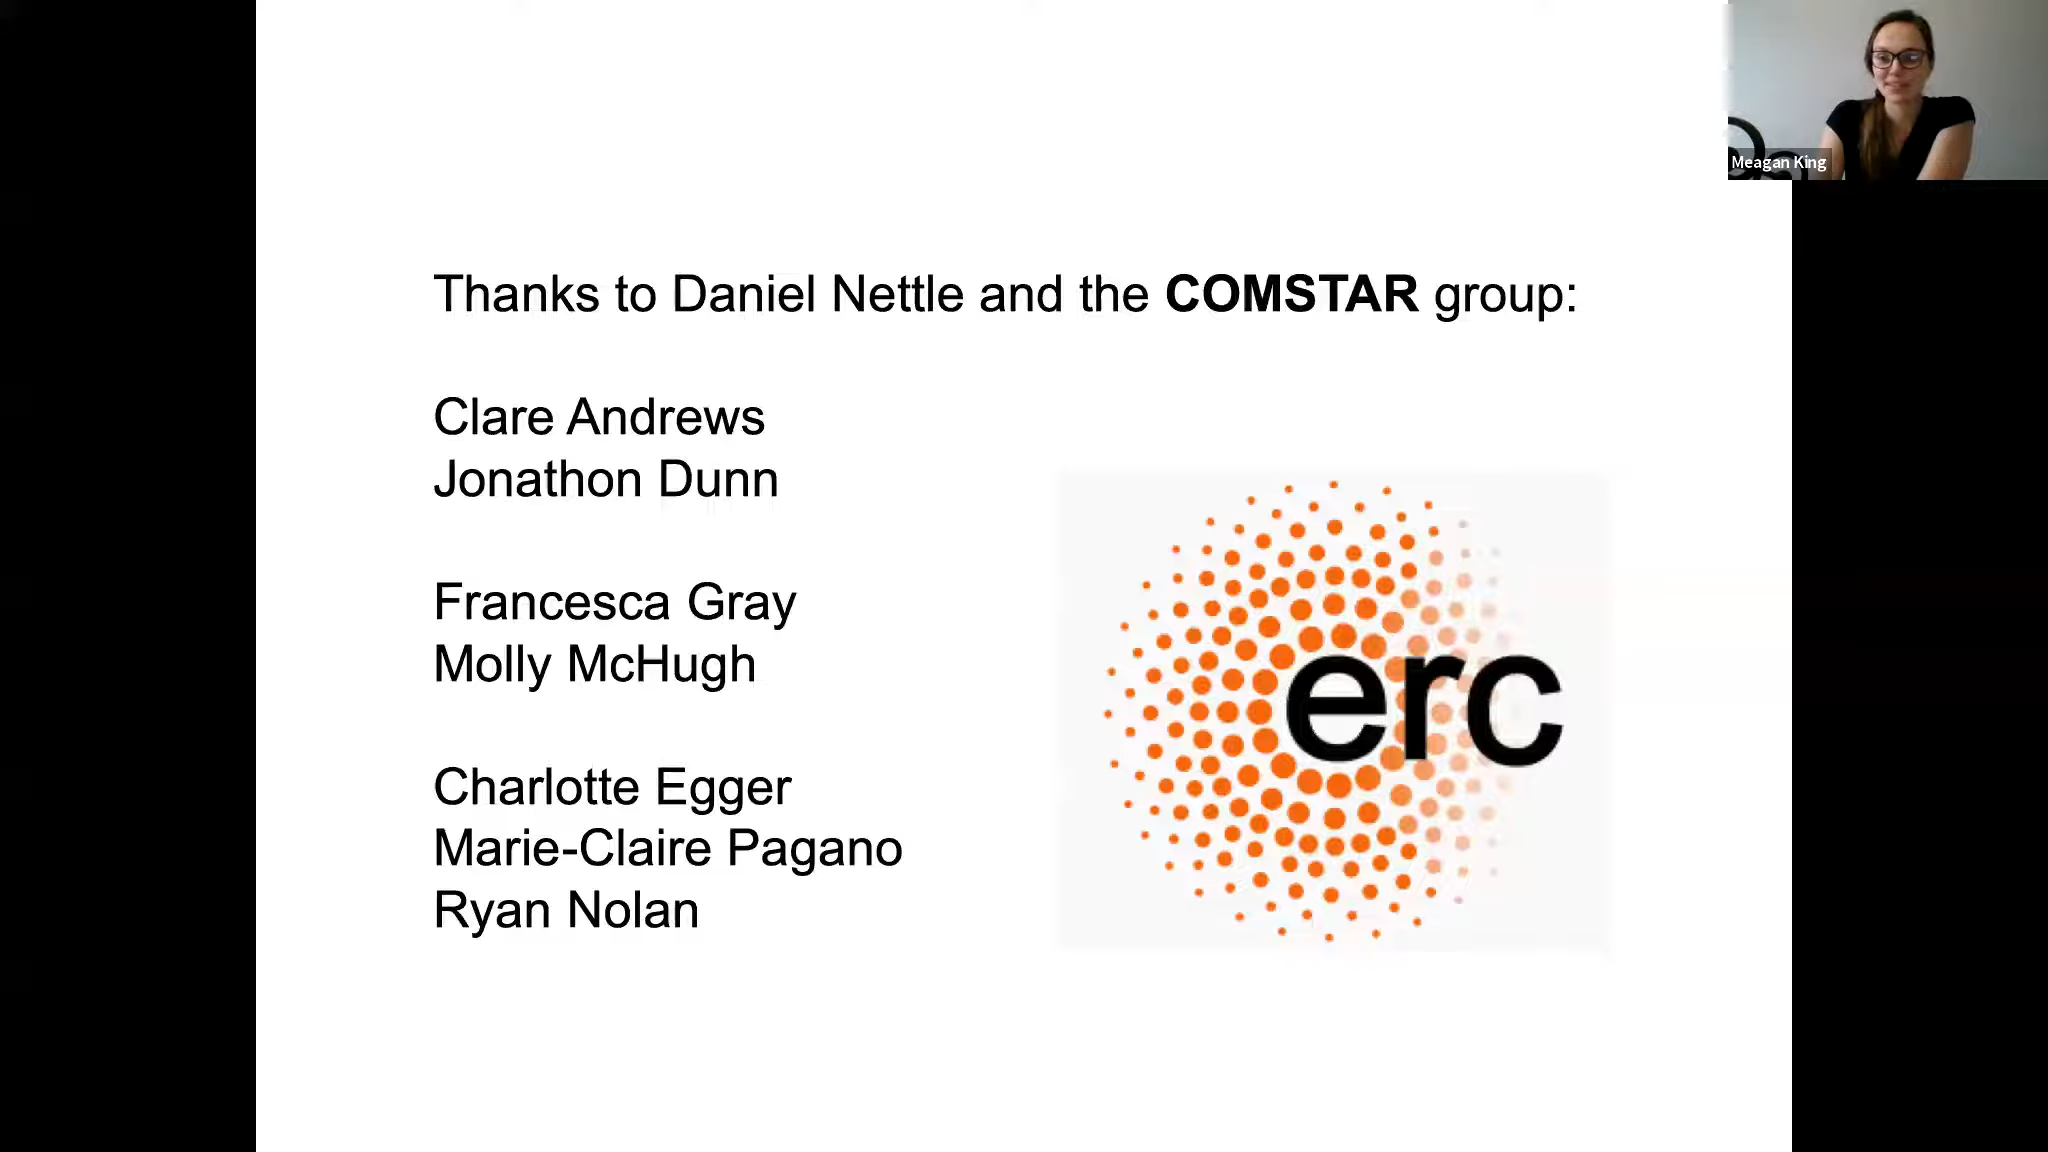 Meagan King
Thanks to Daniel Nettle and the COMSTAR group:
Clare Andrews
Jonathon Dunn
Francesca Gray
Molly McHugh
Charlotte Egger
Marie-Claire Pagano
Ryan Nolan
erc